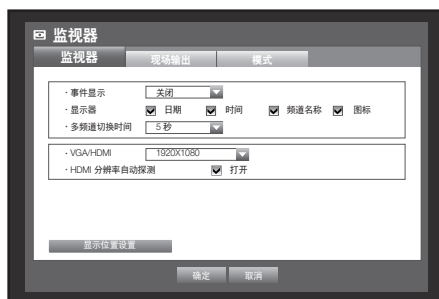 监视器
监视器 现场输出 模式
· 事件显示 关闭
· 显示器 日期 时间 频道名称 图标
· 多频道切换时间 5 秒
· VGA/HDMI 1920X1080
· HDMI 分辨率自动探测 打开
显示位置设置
确定 取消